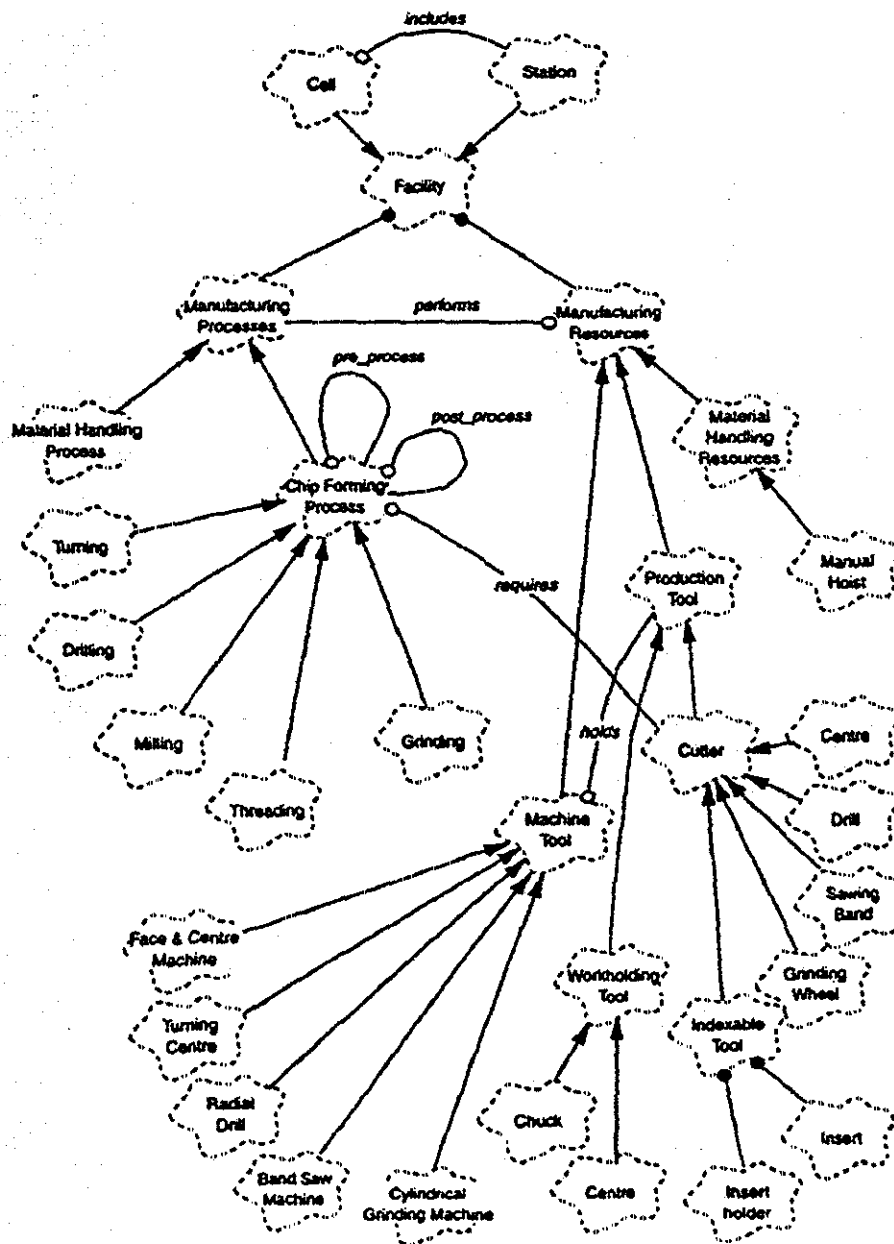 includes
Cell
Station
Facility
Manufacturing
Processes
performs
Manufacturing
Resources
pre_process
post_process
Material Handling
Process
Material
Handling
Resources
Chip Forming
Process
Turning
requires
Production
Tool
Manual
Hoist
Drilling
Milling
Grinding
holds
Cutter
Centre
Threading
Machine
Tool
Drill
Sawing
Band
Face & Centre
Machine
Workholding
Tool
Grinding
Wheel
Turning
Centre
Indexable
Tool
Radial
Drill
Chuck
Insert
Band Saw
Machine
Cylindrical
Grinding Machine
Centre
Insert
holder